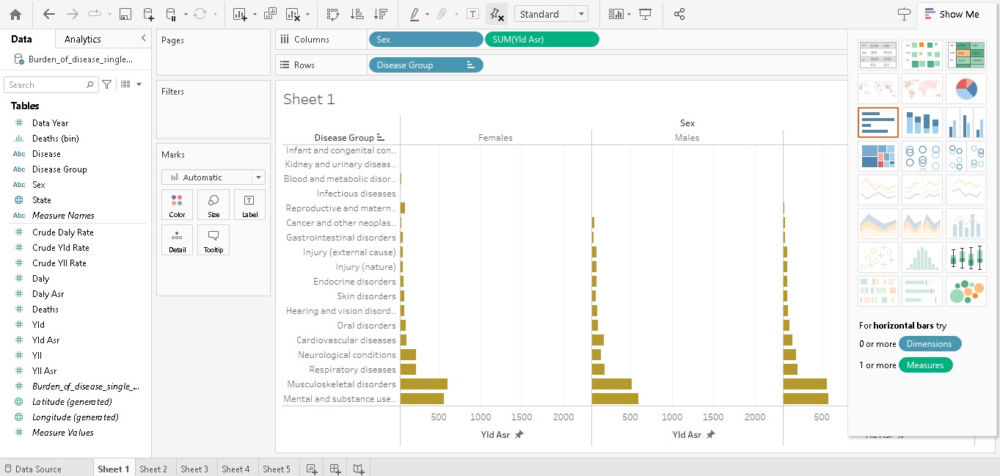 Standard
Show Me
Data
Analytics
Burden_of_disease_single...
Search
Tables
Data Year
Deaths (bin)
Abc Disease
Abc Disease Group
Abc Sex
State
Abc Measure Names
Crude Daly Rate
Crude Yld Rate
Crude Yll Rate
Daly
Daly Asr
Deaths
Yld
Yld Asr
Yll
Yll Asr
Burden_of_disease_single_...
Latitude (generated)
Longitude (generated)
Measure Values
Pages
Filters
Marks
Automatic
Color
Size
Label
Detail
Tooltip
Columns
Sex
SUM(Yld Asr)
Rows
Disease Group
Sheet 1
Sex
Disease Group
Females
Males
Infant and congenital con..
Kidney and urinary diseas..
Blood and metabolic disor..
Infectious diseases
Reproductive and matern..
Cancer and other neoplas..
Gastrointestinal disorders
Injury (external cause)
Injury (nature)
Endocrine disorders
Skin disorders
Hearing and vision disord..
Oral disorders
Cardiovascular diseases
Neurological conditions
Respiratory diseases
Musculoskeletal disorders
Mental and substance use..
500 1000 1500 2000
500 1000 1500 2000
500
Yld Asr
Yld Asr
For horizontal bars try
0 or more Dimensions
1 or more Measures
Data Source
Sheet 1
Sheet 2
Sheet 3
Sheet 4
Sheet 5